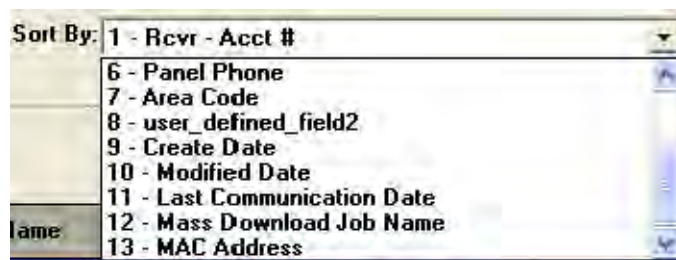 Sort By: 1 - Rcvr - Acct #
6 - Panel Phone
7 - Area Code
8 - user_defined_field2
9 - Create Date
10 - Modified Date
11 - Last Communication Date
12 - Mass Download Job Name
13 - MAC Address